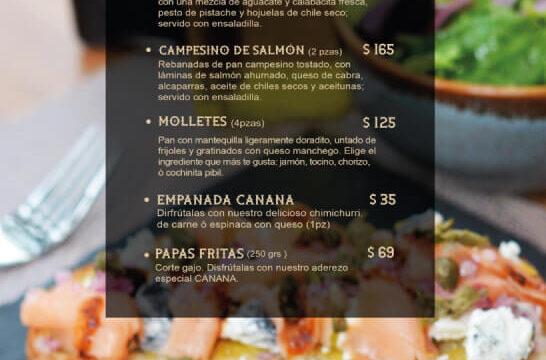 con una mezcla de aguacate y calabacita fresca,
pesto de pistache y hojuelas de chile seco;
servido con ensaladilla.
• CAMPESINO DE SALMÓN (2 pzas) $ 165
Rebanadas de pan campesino tostado, con
láminas de salmón ahumado, queso de cabra,
alcaparras, aceite de chiles secos y aceitunas;
servido con ensaladilla.
• MOLLETES (4pzas) $ 125
Pan con mantequilla ligeramente doradito, untado de
frijoles y gratinados con queso manchego. Elige el
ingrediente que más te gusta: jamón, tocino, chorizo,
ó cochinita pibil.
• EMPANADA CANANA $ 35
Dirfrútalas con nuestro delicioso chimichurri.
de carne ó espinaca con queso (1pz)
• PAPAS FRITAS (250 grs ) $ 69
Corte gajo. Disfrútalas con nuestro aderezo
especial CANANA.